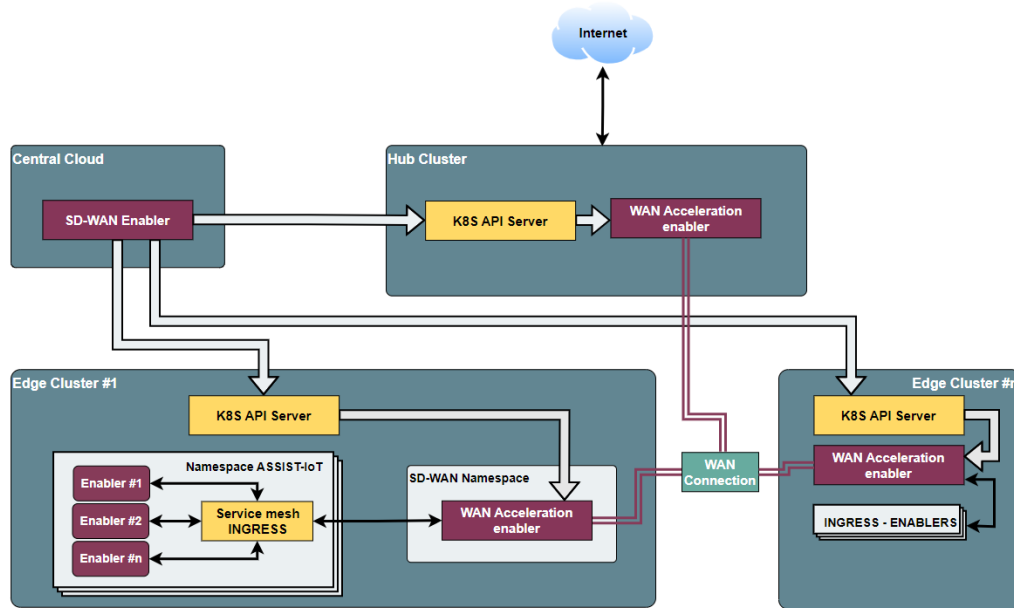 Internet
Central Cloud
Hub Cluster
SD-WAN Enabler
K8S API Server
WAN Acceleration
enabler
Edge Cluster #1
Edge Cluster #n
K8S API Server
K8S API Server
Namespace ASSIST-IoT
Enabler #1
Enabler #2
Enabler #n
Service mesh
INGRESS
SD-WAN Namespace
WAN Acceleration
enabler
WAN
Connection
WAN Acceleration
enabler
INGRESS - ENABLERS